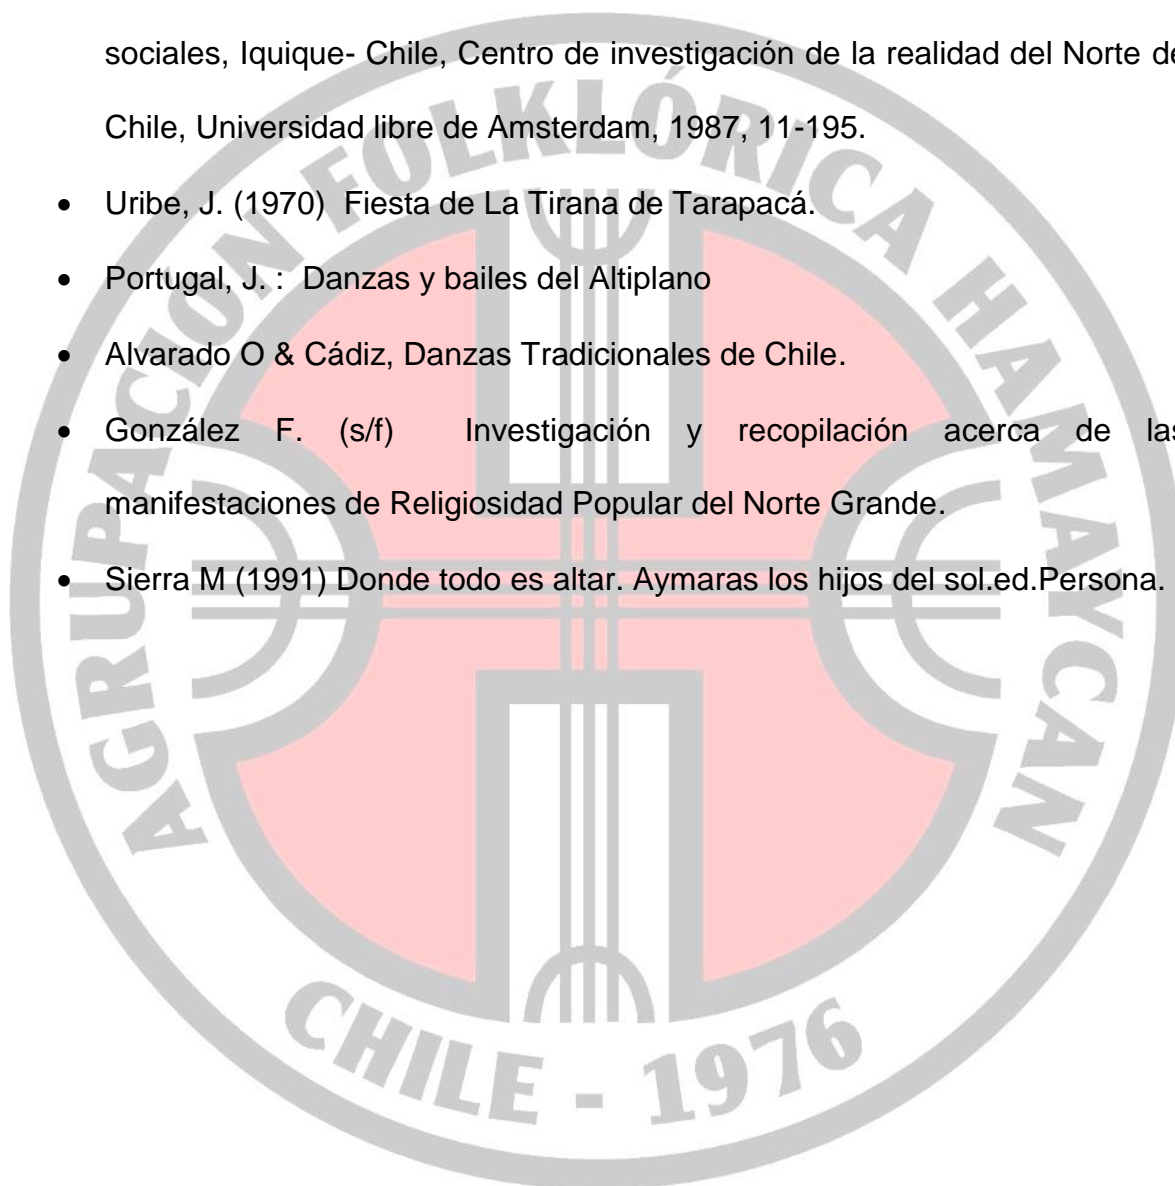 sociales, Iquique- Chile, Centro de investigación de la realidad del Norte de
Chile, Universidad libre de Amsterdam, 1987, 11-195.
• Uribe, J. (1970) Fiesta de La Tirana de Tarapacá.
• Portugal, J. : Danzas y bailes del Altiplano
• Alvarado O & Cádiz, Danzas Tradicionales de Chile.
• González F. (s/f) Investigación y recopilación acerca de las
manifestaciones de Religiosidad Popular del Norte Grande.
• Sierra M (1991) Donde todo es altar. Aymaras los hijos del sol.ed.Persona.
AGRUPACION FOLKLÓRICA HAMAYCAN
CHILE - 1976